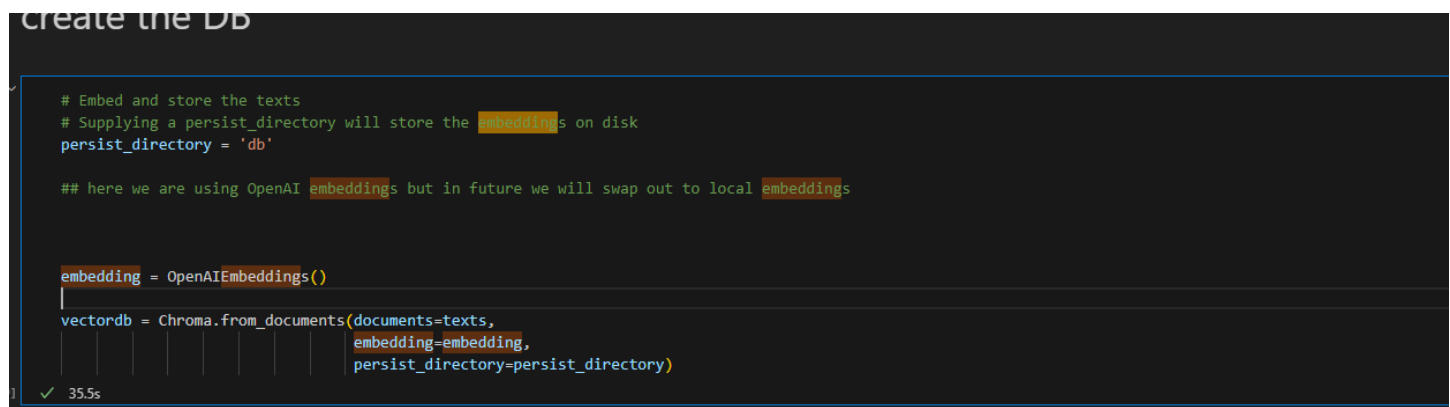 create the DB
# Embed and store the texts
# Supplying a persist_directory will store the embeddings on disk
persist_directory = 'db'
## here we are using OpenAI embeddings but in future we will swap out to local embeddings
embedding = OpenAIEmbeddings()
vectordb = Chroma.from_documents(documents=texts,
embedding=embedding,
persist_directory=persist_directory)
] ✓ 35.5s